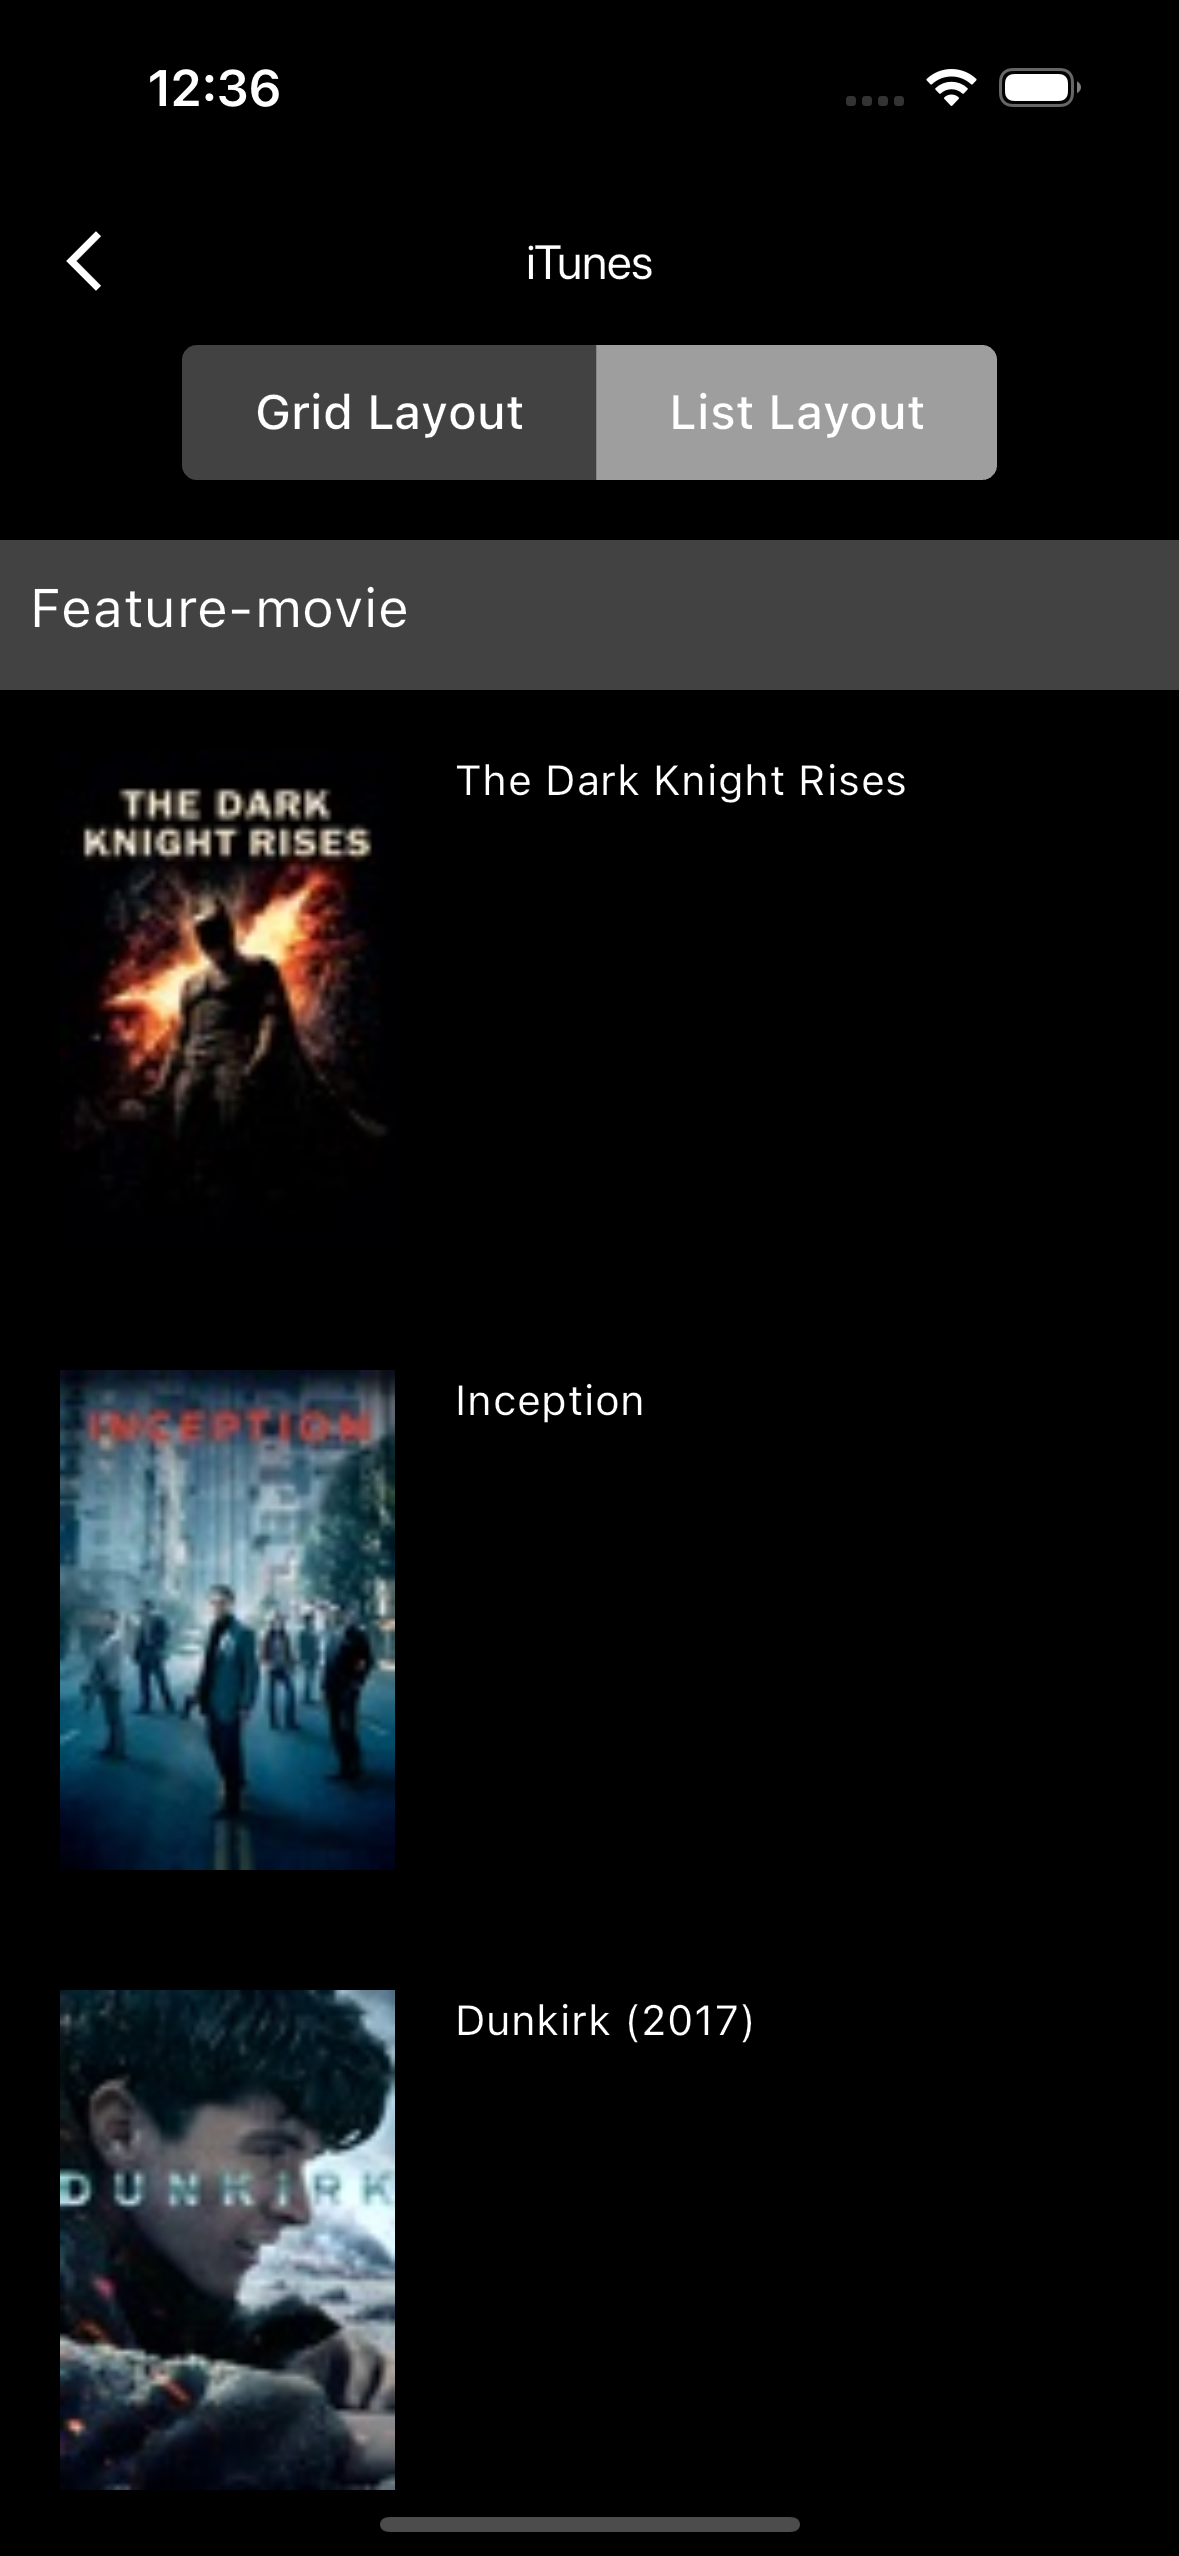 12:36
iTunes
Grid Layout
List Layout
Feature-movie
THE DARK
KNIGHT RISES
The Dark Knight Rises
INCEPTION
Inception
DUNKIRK
Dunkirk (2017)